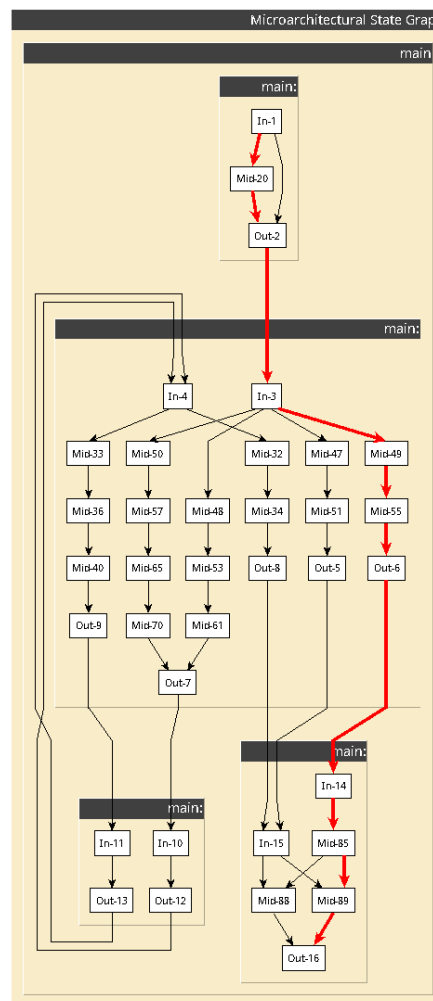 Microarchitectural State Grap
main
main:
In-1
Mid-20
Out-2
main:
In-4 In-3
Mid-33 Mid-50 Mid-32 Mid-47 Mid-49
Mid-36 Mid-57 Mid-48 Mid-34 Mid-51 Mid-55
Mid-40 Mid-65 Mid-53 Out-8 Out-5 Out-6
Out-9 Mid-70 Mid-61
Out-7
main:
In-14
main:
In-11 In-10 In-15 Mid-85
Out-13 Out-12 Mid-88 Mid-89
Out-16